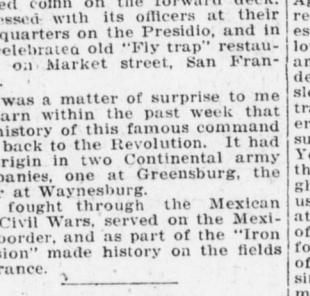 ed coffin on the forward deck.
essed with its officers at their
quarters on the Presidio, and in
celebrated old "Fly trap" restau-
on Market street, San Fran-
was a matter of surprise to me
arn within the past week that
history of this famous command
back to the Revolution. It had
rigin in two Continental army
panies, one at Greensburg, the
r at Waynesburg.
fought through the Mexican
Civil Wars, served on the Mexi-
border, and as part of the "Iron
sion" made history on the fields
rance.